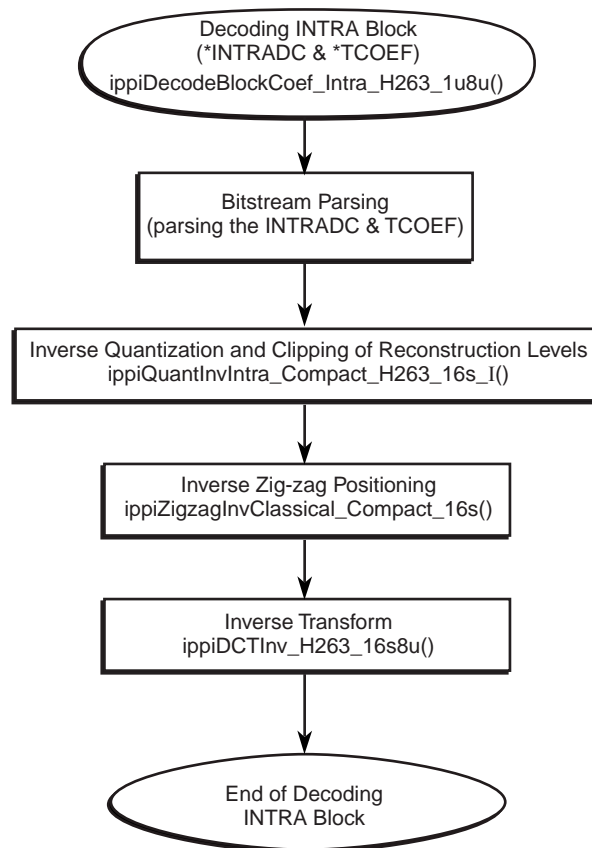 Decoding INTRA Block
(*INTRADC & *TCOEF)
ippiDecodeBlockCoef_Intra_H263_1u8u()
Bitstream Parsing
(parsing the INTRADC & TCOEF)
Inverse Quantization and Clipping of Reconstruction Levels
ippiQuantInvIntra_Compact_H263_16s_I()
Inverse Zig-zag Positioning
ippiZigzagInvClassical_Compact_16s()
Inverse Transform
ippiDCTInv_H263_16s8u()
End of Decoding
INTRA Block